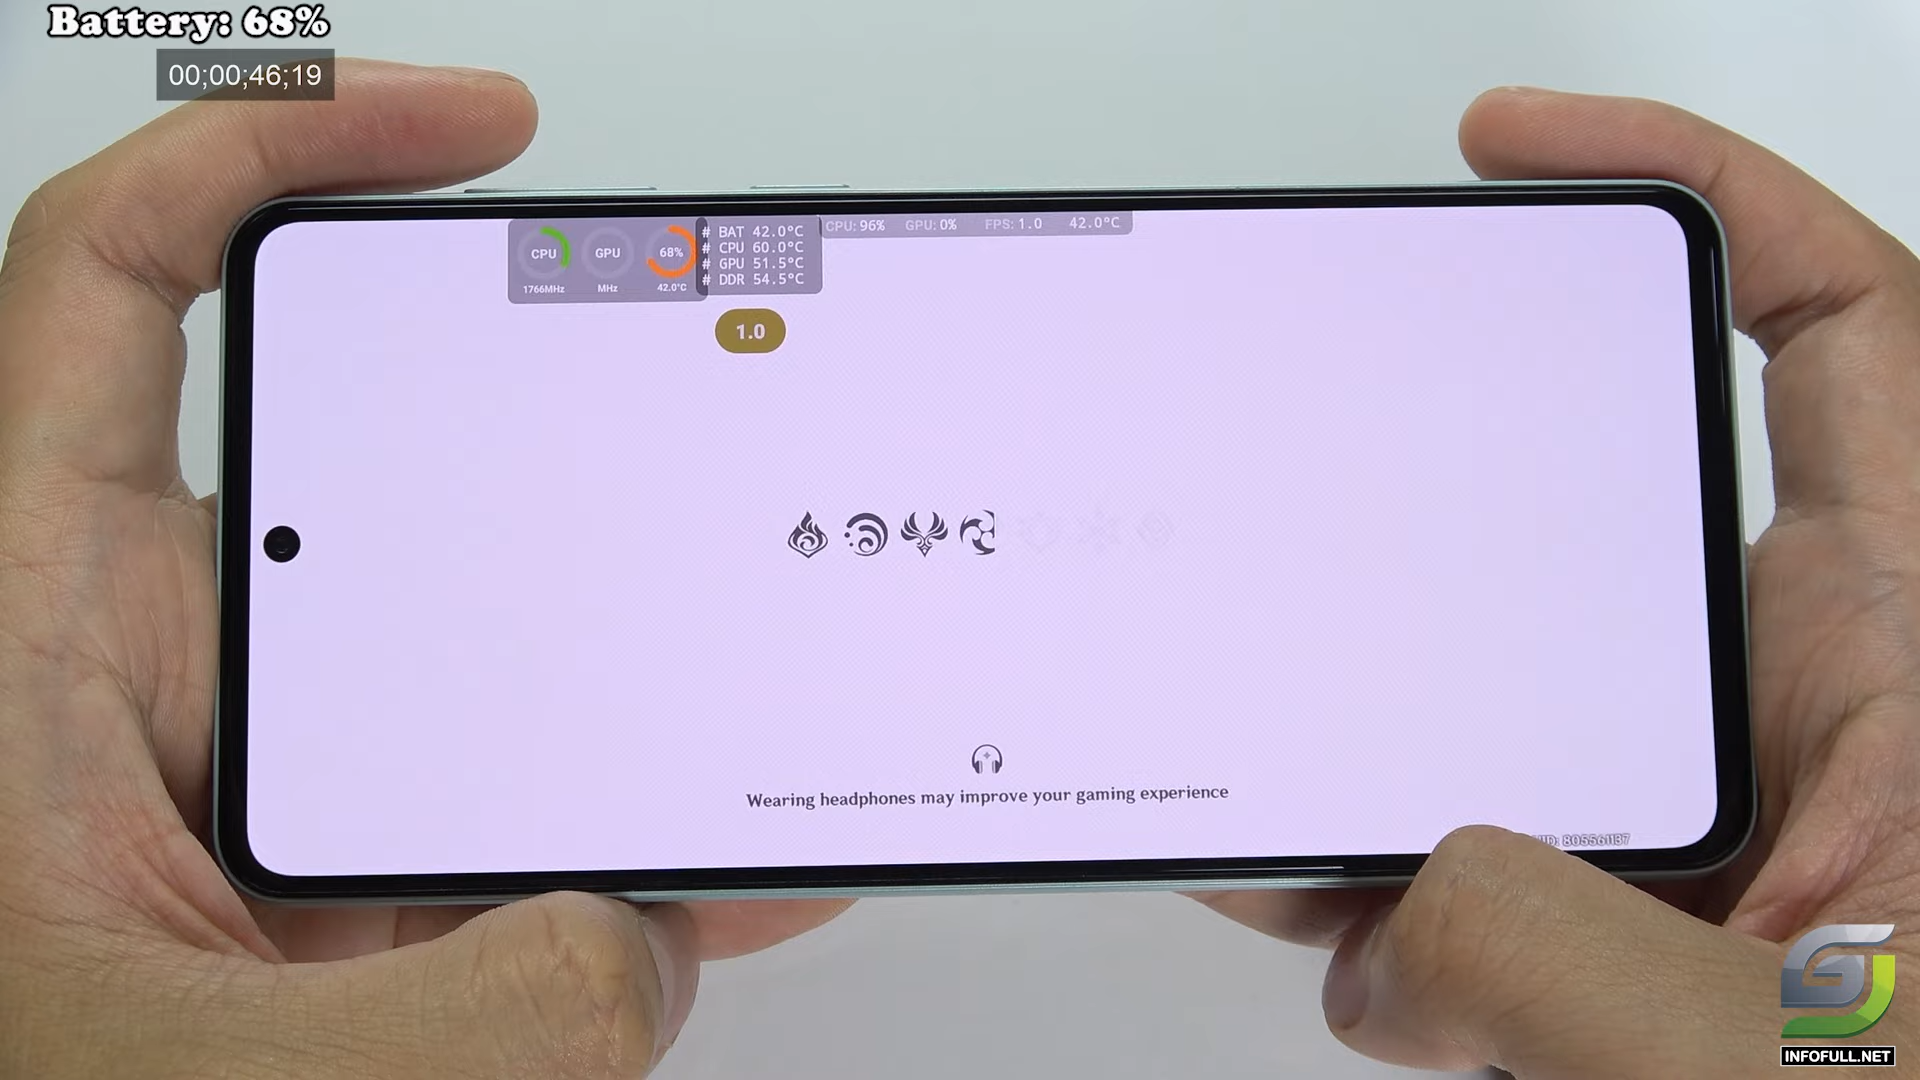 Battery: 68%
00;00;46;19
CPU
GPU
68%
1766MHz
MHz
42.0°C
# BAT 42.0°C
# CPU 60.0°C
# GPU 51.5°C
# DDR 54.5°C
CPU: 96% GPU: 0% FPS: 1.0 42.0°C
1.0
Wearing headphones may improve your gaming experience
805561137
INFOFULL.NET